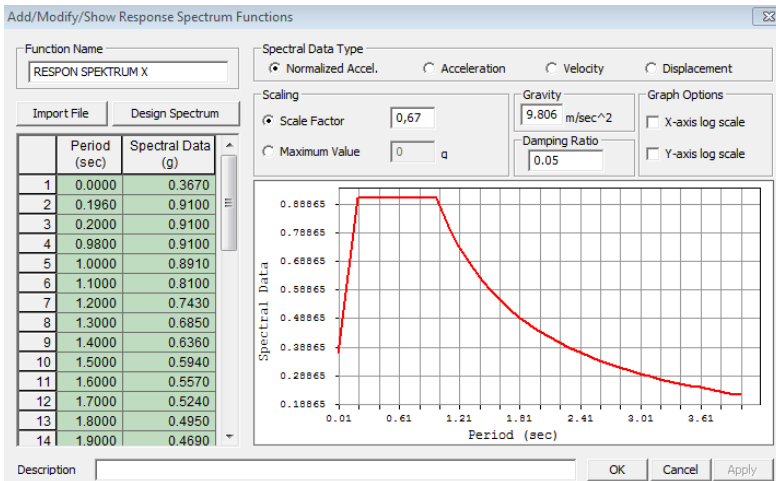 Add/Modify/Show Response Spectrum Functions
Function Name
RESPON SPEKTRUM X
Import File
Design Spectrum
Spectral Data Type
Normalized Accel.
Acceleration
Velocity
Displacement
Scaling
Scale Factor
0,67
Maximum Value
0
g
Gravity
9.806 m/sec^2
Damping Ratio
0.05
Graph Options
X-axis log scale
Y-axis log scale
Period (sec) Spectral Data (g)
1 0.0000 0.3670
2 0.1960 0.9100
3 0.2000 0.9100
4 0.9800 0.9100
5 1.0000 0.8910
6 1.1000 0.8100
7 1.2000 0.7430
8 1.3000 0.6850
9 1.4000 0.6360
10 1.5000 0.5940
11 1.6000 0.5570
12 1.7000 0.5240
13 1.8000 0.4950
14 1.9000 0.4690
Spectral Data
0.88865
0.78865
0.68865
0.58865
0.48865
0.38865
0.28865
0.18865
0.01 0.61 1.21 1.81 2.41 3.01 3.61
Period (sec)
Description
OK
Cancel
Apply